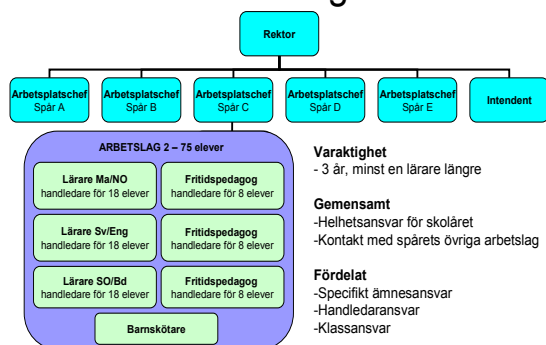 Rektor
Arbetsplatschef
Spår A
Arbetsplatschef
Spår B
Arbetsplatschef
Spår C
Arbetsplatschef
Spår D
Arbetsplatschef
Spår E
Intendent
ARBETSLAG 2 – 75 elever
Lärare Ma/NO
handledare för 18 elever
Fritidspedagog
handledare för 8 elever
Lärare Sv/Eng
handledare för 18 elever
Fritidspedagog
handledare för 8 elever
Lärare SO/Bd
handledare för 18 elever
Fritidspedagog
handledare för 8 elever
Barnskötare
Varaktighet
- 3 år, minst en lärare längre
Gemensamt
-Helhetsansvar för skolåret
-Kontakt med spårets övriga arbetslag
Fördelat
-Specifikt ämnesansvar
-Handledaransvar
-Klassansvar